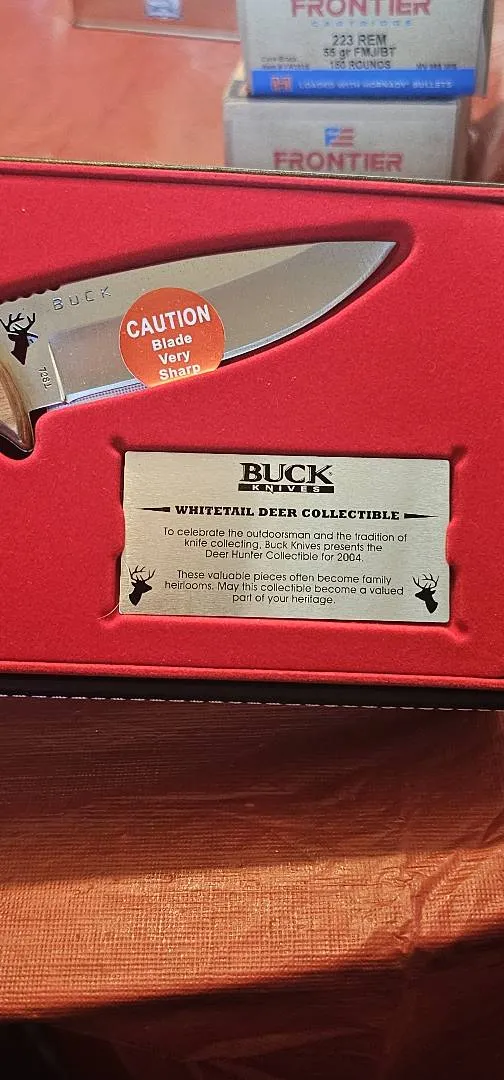 FRONTIER
CARTRIDGE
223 REM
55 gr FMJ/BT
150 ROUNDS
LOADED WITH HORNADY BULLETS
FRONTIER
BUCK
CAUTION
Blade
Very
Sharp
BUCK
KNIVES
WHITETAIL DEER COLLECTIBLE
To celebrate the outdoorsman and the tradition of
knife collecting, Buck Knives presents the
Deer Hunter Collectible for 2004.
These valuable pieces often become family
heirlooms. May this collectible become a valued
part of your heritage.